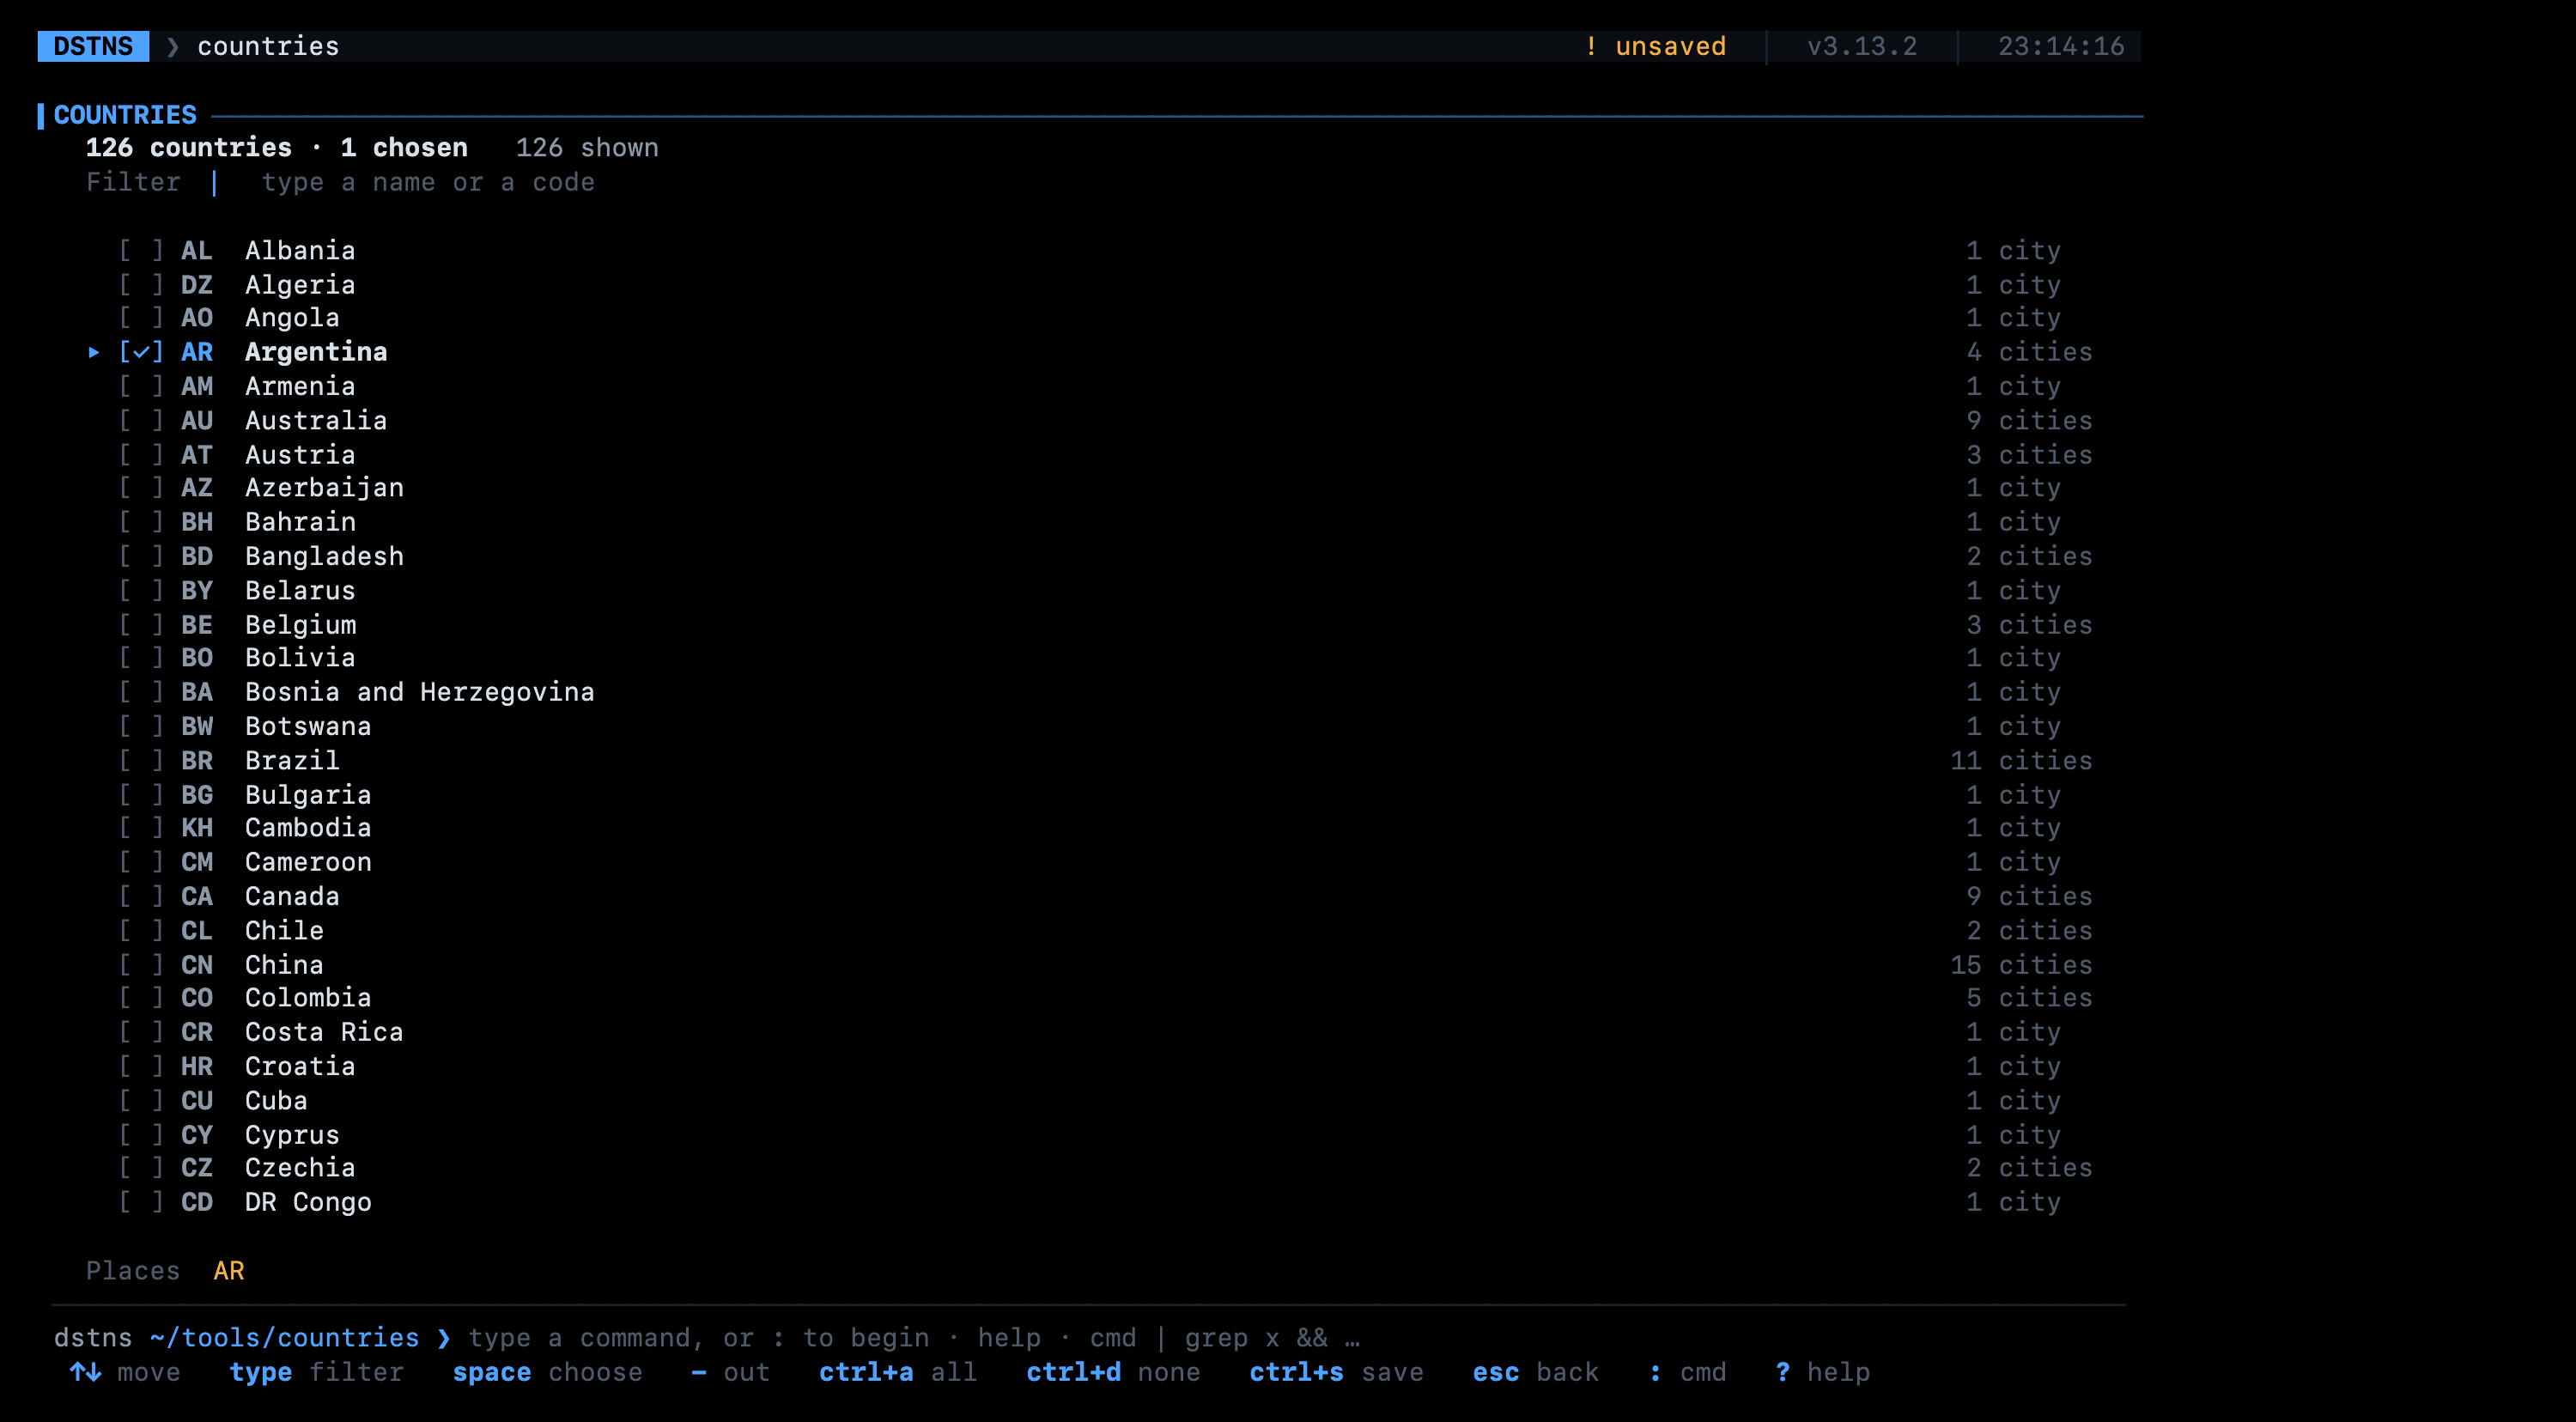 DSTNS ❯ countries ! unsaved │ v3.13.2 │ 23:14:16
COUNTRIES
126 countries · 1 chosen 126 shown
Filter type a name or a code
[ ] AL Albania 1 city
[ ] DZ Algeria 1 city
[ ] AO Angola 1 city
▸ [✓] AR Argentina 4 cities
[ ] AM Armenia 1 city
[ ] AU Australia 9 cities
[ ] AT Austria 3 cities
[ ] AZ Azerbaijan 1 city
[ ] BH Bahrain 1 city
[ ] BD Bangladesh 2 cities
[ ] BY Belarus 1 city
[ ] BE Belgium 3 cities
[ ] BO Bolivia 1 city
[ ] BA Bosnia and Herzegovina 1 city
[ ] BW Botswana 1 city
[ ] BR Brazil 11 cities
[ ] BG Bulgaria 1 city
[ ] KH Cambodia 1 city
[ ] CM Cameroon 1 city
[ ] CA Canada 9 cities
[ ] CL Chile 2 cities
[ ] CN China 15 cities
[ ] CO Colombia 5 cities
[ ] CR Costa Rica 1 city
[ ] HR Croatia 1 city
[ ] CU Cuba 1 city
[ ] CY Cyprus 1 city
[ ] CZ Czechia 2 cities
[ ] CD DR Congo 1 city
Places AR
dstns ~/tools/countries ❯ type a command, or : to begin · help · cmd | grep x && …
↑↓ move type filter space choose − out ctrl+a all ctrl+d none ctrl+s save esc back : cmd ? help